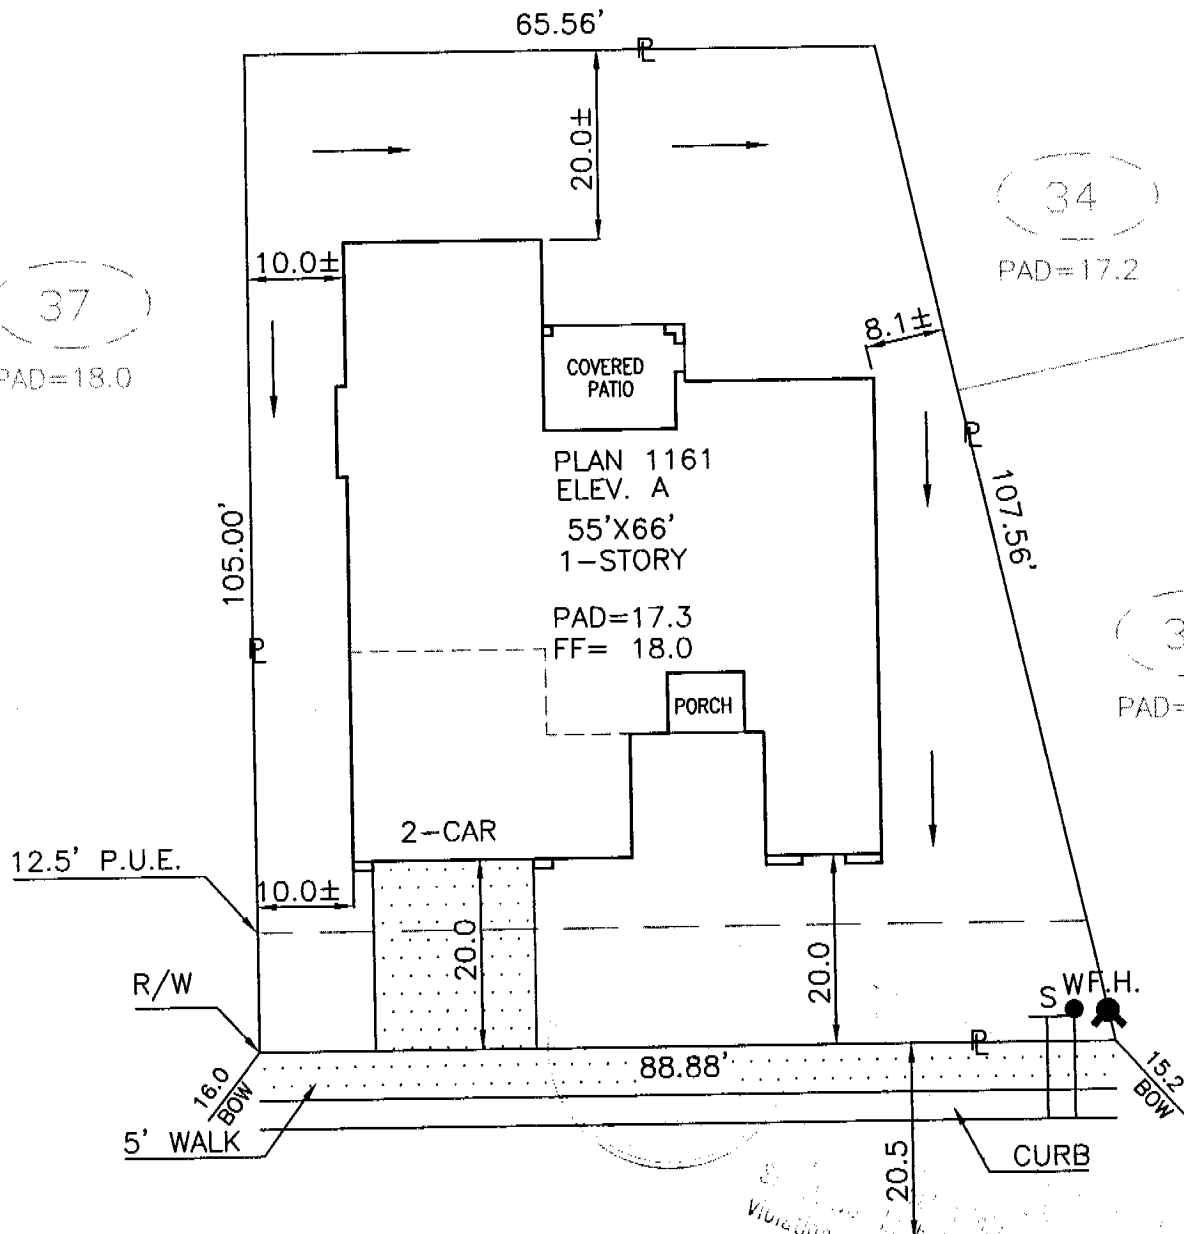 65.56'
PL
20.0±
34
PAD=17.2
10.0±
37
PAD=18.0
8.1±
COVERED
PATIO
PL
PLAN 1161
ELEV. A
55'X66'
1-STORY
107.56'
105.00'
PAD=17.3
FF= 18.0
PL
PAD=
PORCH
2-CAR
12.5' P.U.E.
10.0±
20.0
20.0
R/W
S
W
F.H.
PL
88.88'
16.0
BOW
15.2
BOW
5' WALK
CURB
20.5